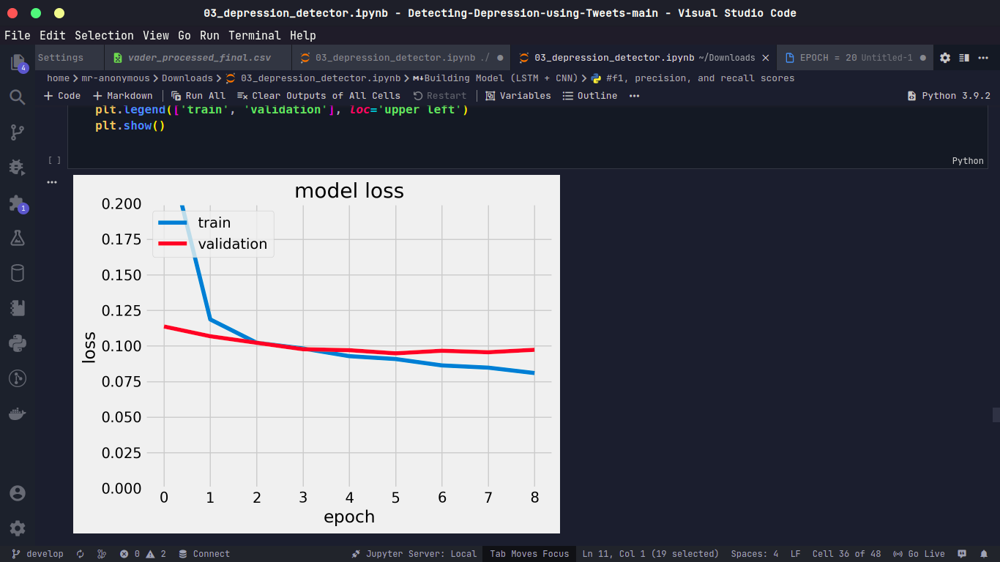 03_depression_detector.ipynb - Detecting-Depression-using-Tweets-main - Visual Studio Code
File Edit Selection View Go Run Terminal Help
Settings vader_processed_final.csv 03_depression_detector.ipynb ./ 03_depression_detector.ipynb ~/Downloads EPOCH = 20 Untitled-1
home mr-anonymous Downloads 03_depression_detector.ipynb Building Model (LSTM + CNN) #f1, precision, and recall scores
Code Markdown Run All Clear Outputs of All Cells Restart Variables Outline Python 3.9.2
plt.legend(['train', 'validation'], loc='upper left')
plt.show()
[ ] Python
model loss
0.200
train
validation
0.175
0.150
0.125
0.100
0.075
0.050
0.025
0.000
loss
0 1 2 3 4 5 6 7 8
epoch
4
1
develop 0 2 Connect Jupyter Server: Local Tab Moves Focus Ln 11, Col 1 (19 selected) Spaces: 4 LF Cell 36 of 48 Go Live